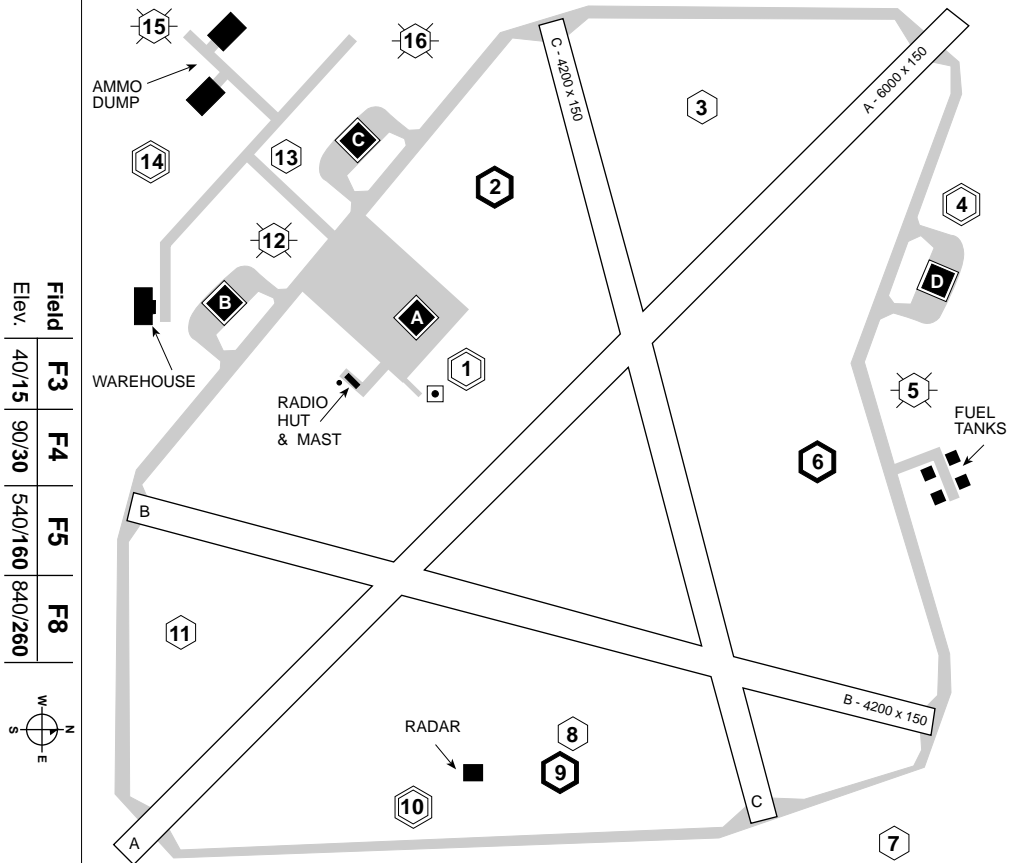 15
16
AMMO
DUMP
C - 4200 x 150
A - 6000 x 150
3
C
14
13
2
4
12
D
B
A
1
WAREHOUSE
RADIO
HUT
& MAST
5
FUEL
TANKS
6
B
11
B - 4200 x 150
RADAR
8
9
10
C
A
7
Field F3 F4 F5 F8
Elev. 40/15 90/30 540/160 840/260
W
N
S
E